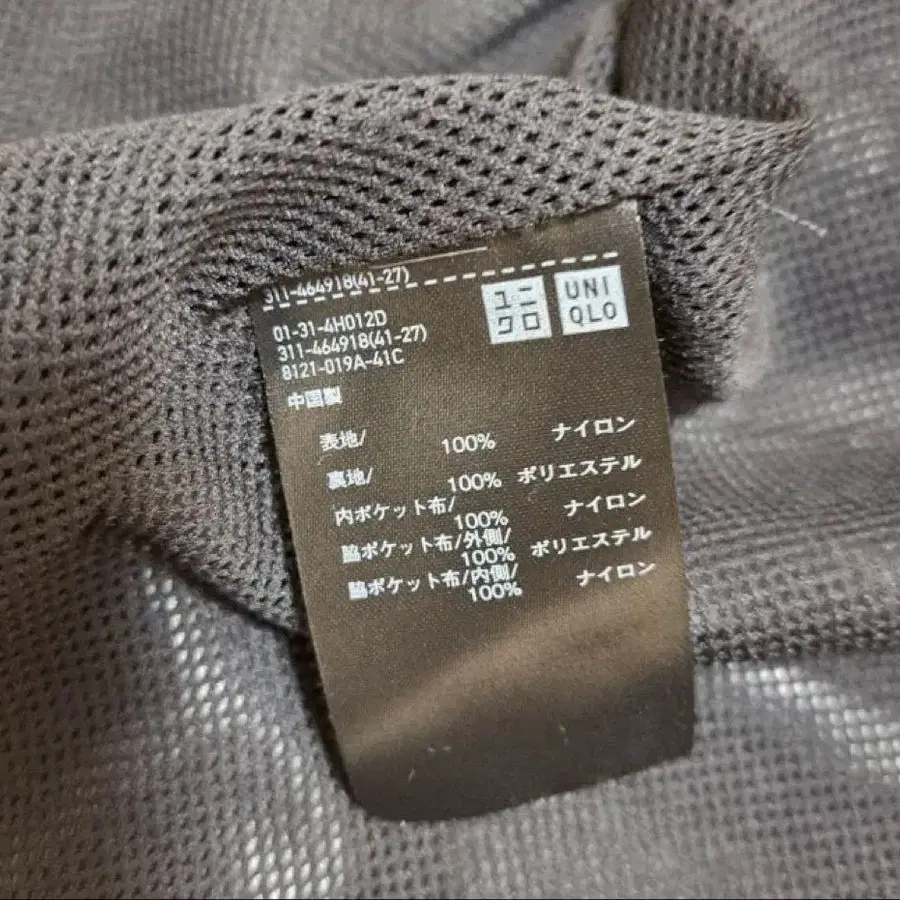 311-464918(41-27)
ユニ
クロ
UNI
QLO
01-31-4H012D
311-464918(41-27)
8121-019A-41C
中国製
表地/ 100% ナイロン
裏地/ 100% ポリエステル
内ポケット布/ 100% ナイロン
脇ポケット布/外側/ 100% ポリエステル
脇ポケット布/内側/ 100% ナイロン